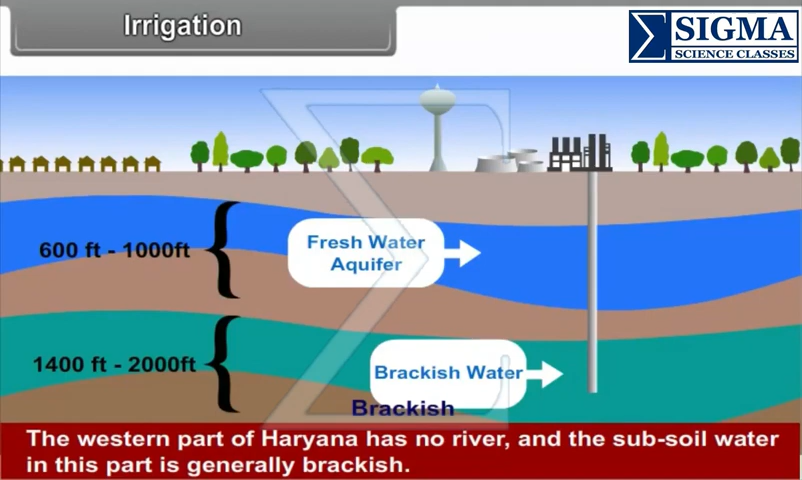 Irrigation
SIGMA
SCIENCE CLASSES
600 ft - 1000ft
Fresh Water
Aquifer
1400 ft - 2000ft
Brackish Water
Brackish
The western part of Haryana has no river, and the sub-soil water
in this part is generally brackish.